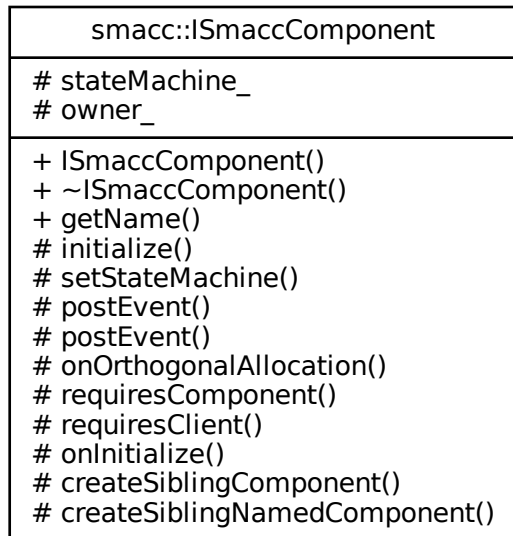 smacc::ISmaccComponent
# stateMachine_
# owner_
+ ISmaccComponent()
+ ~ISmaccComponent()
+ getName()
# initialize()
# setStateMachine()
# postEvent()
# postEvent()
# onOrthogonalAllocation()
# requiresComponent()
# requiresClient()
# onInitialize()
# createSiblingComponent()
# createSiblingNamedComponent()